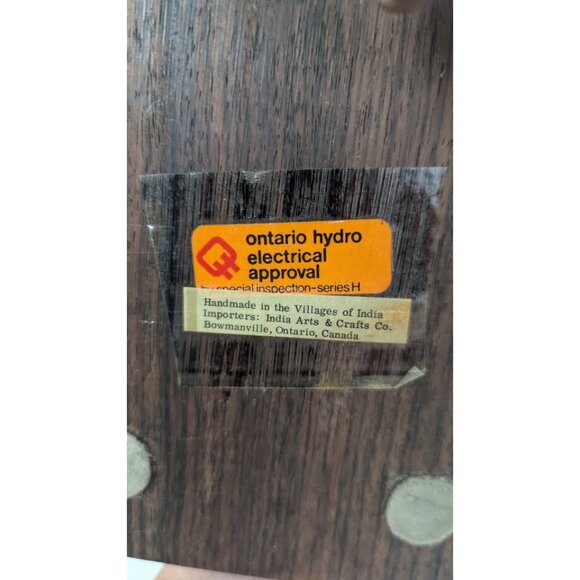 ontario hydro
electrical
approval
by special inspection-series H
Handmade in the Villages of India
Importers: India Arts & Crafts Co.
Bowmanville, Ontario, Canada